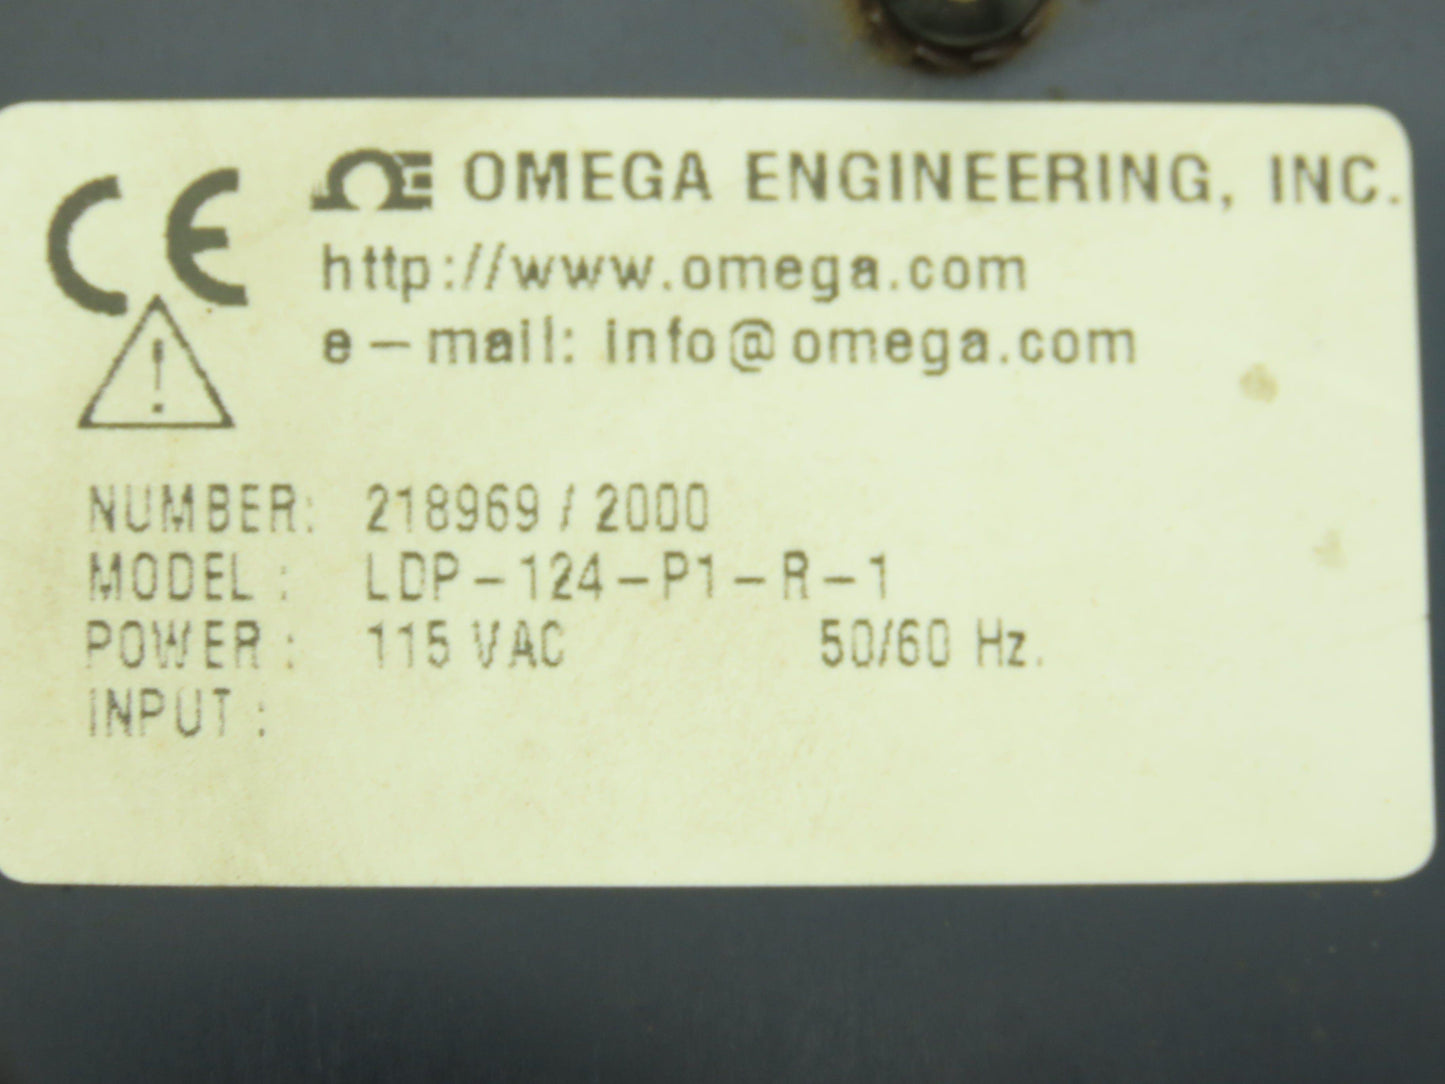 CE ΩE OMEGA ENGINEERING, INC.
http://www.omega.com
e-mail: info@omega.com
!
NUMBER: 218969 / 2000
MODEL: LDP-124-P1-R-1
POWER: 115 VAC 50/60 Hz.
INPUT: